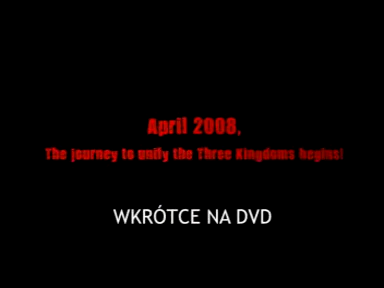 April 2008,
The journey to unify the Three Kingdoms begins!
WKRÓTCE NA DVD